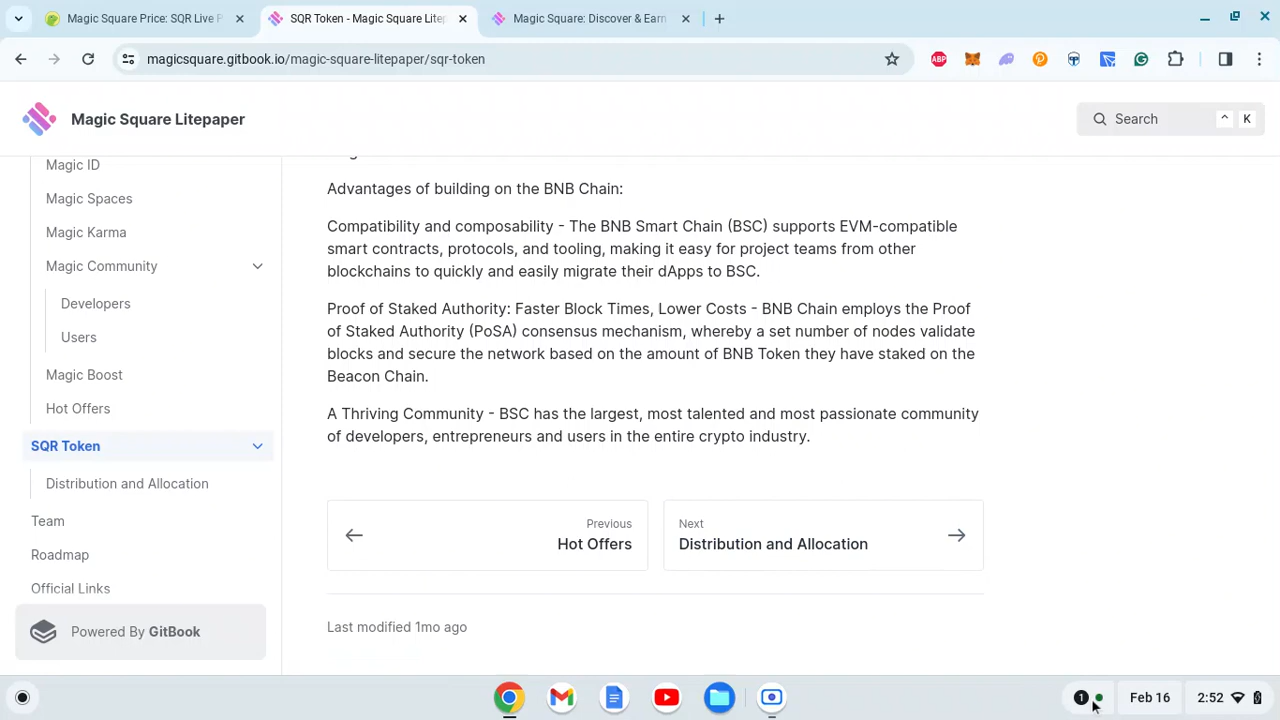 Magic Square Price: SQR Live P
SQR Token - Magic Square Litep
Magic Square: Discover & Earn
magicsquare.gitbook.io/magic-square-litepaper/sqr-token
ABP
Magic Square Litepaper
Search
^ K
Magic ID
Magic Spaces
Magic Karma
Magic Community
Developers
Users
Magic Boost
Hot Offers
SQR Token
Distribution and Allocation
Team
Roadmap
Official Links
Powered By GitBook
Advantages of building on the BNB Chain:
Compatibility and composability - The BNB Smart Chain (BSC) supports EVM-compatible
smart contracts, protocols, and tooling, making it easy for project teams from other
blockchains to quickly and easily migrate their dApps to BSC.
Proof of Staked Authority: Faster Block Times, Lower Costs - BNB Chain employs the Proof
of Staked Authority (PoSA) consensus mechanism, whereby a set number of nodes validate
blocks and secure the network based on the amount of BNB Token they have staked on the
Beacon Chain.
A Thriving Community - BSC has the largest, most talented and most passionate community
of developers, entrepreneurs and users in the entire crypto industry.
Previous
Hot Offers
Next
Distribution and Allocation
Last modified 1mo ago
1
Feb 16
2:52